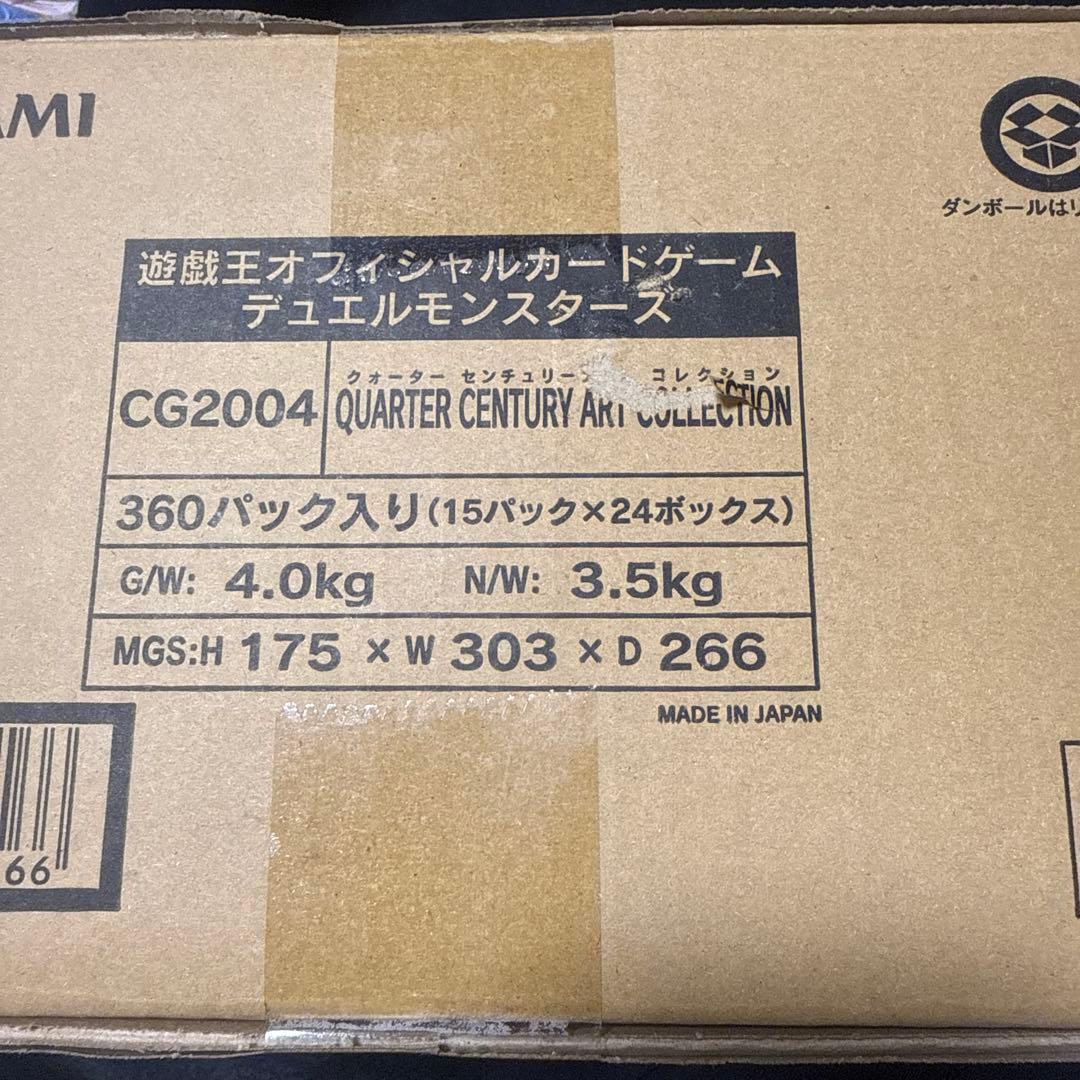 AMI
ダンボールはリ
遊戯王オフィシャルカードゲーム
デュエルモンスターズ
CG2004
クォーター センチュリー コレクション
QUARTER CENTURY ART COLLECTION
360パック入り(15パック×24ボックス)
G/W: 4.0kg N/W: 3.5kg
MGS:H 175 × W 303 × D 266
MADE IN JAPAN
66